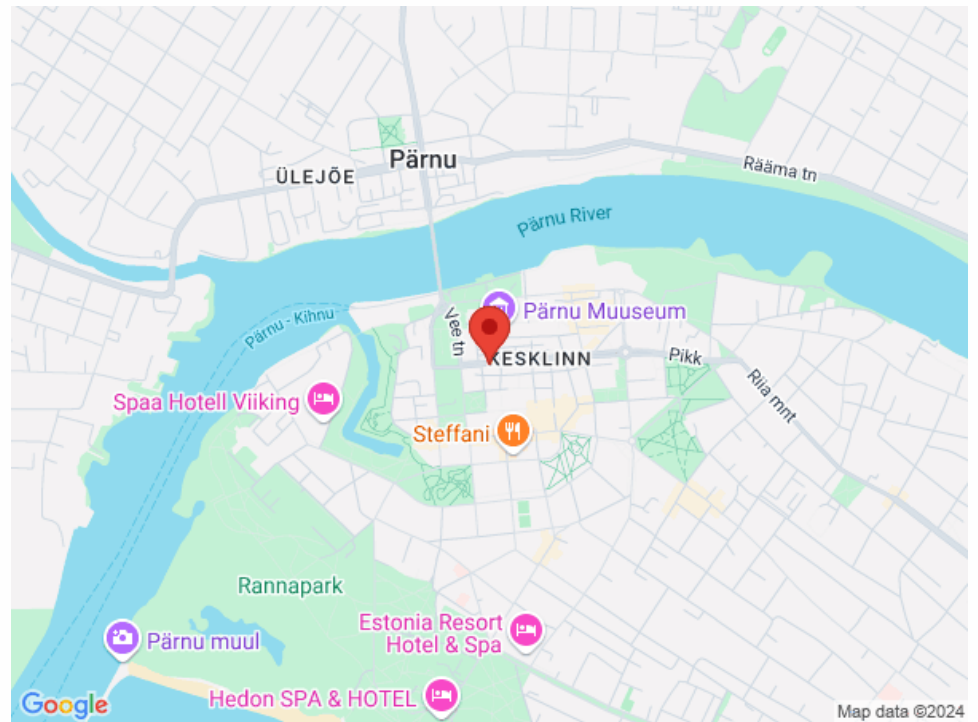 Pärnu
ÜLEJÕE
Rääma tn
Pärnu River
Pärnu - Kihnu
Vee tn
Pärnu Muuseum
KESKLINN
Pikk
Riia mnt
Spaa Hotell Viiking
Steffani
Rannapark
Estonia Resort
Hotel & Spa
Pärnu muul
Hedon SPA & HOTEL
Google
Map data ©2024